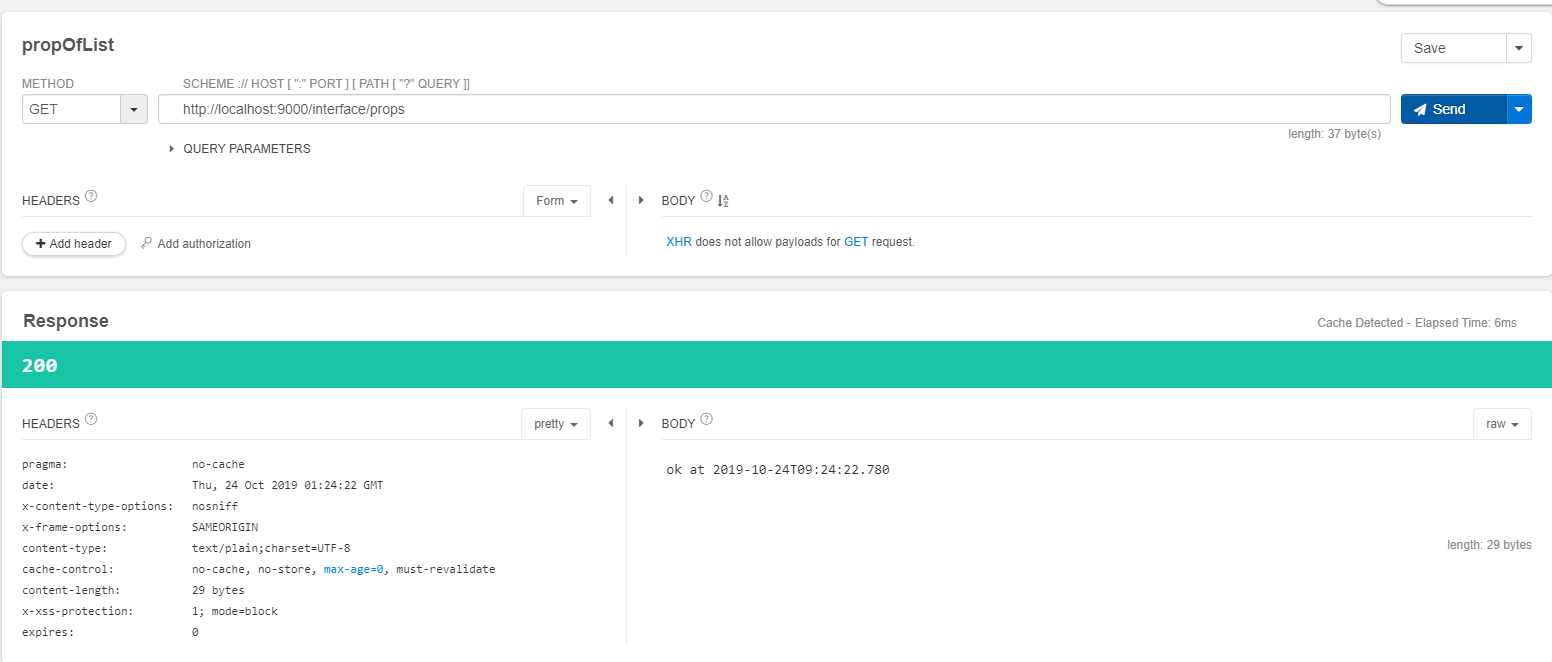 propOfList
Save
METHOD
SCHEME :// HOST [ ":" PORT ] [ PATH [ "?" QUERY ]]
GET
http://localhost:9000/interface/props
Send
length: 37 byte(s)
QUERY PARAMETERS
HEADERS ?
Form
BODY ?
Add header
Add authorization
XHR does not allow payloads for GET request.
Response
Cache Detected - Elapsed Time: 6ms
200
HEADERS ?
pretty
BODY ?
raw
pragma: no-cache
date: Thu, 24 Oct 2019 01:24:22 GMT
x-content-type-options: nosniff
x-frame-options: SAMEORIGIN
content-type: text/plain;charset=UTF-8
cache-control: no-cache, no-store, max-age=0, must-revalidate
content-length: 29 bytes
x-xss-protection: 1; mode=block
expires: 0
ok at 2019-10-24T09:24:22.780
length: 29 bytes